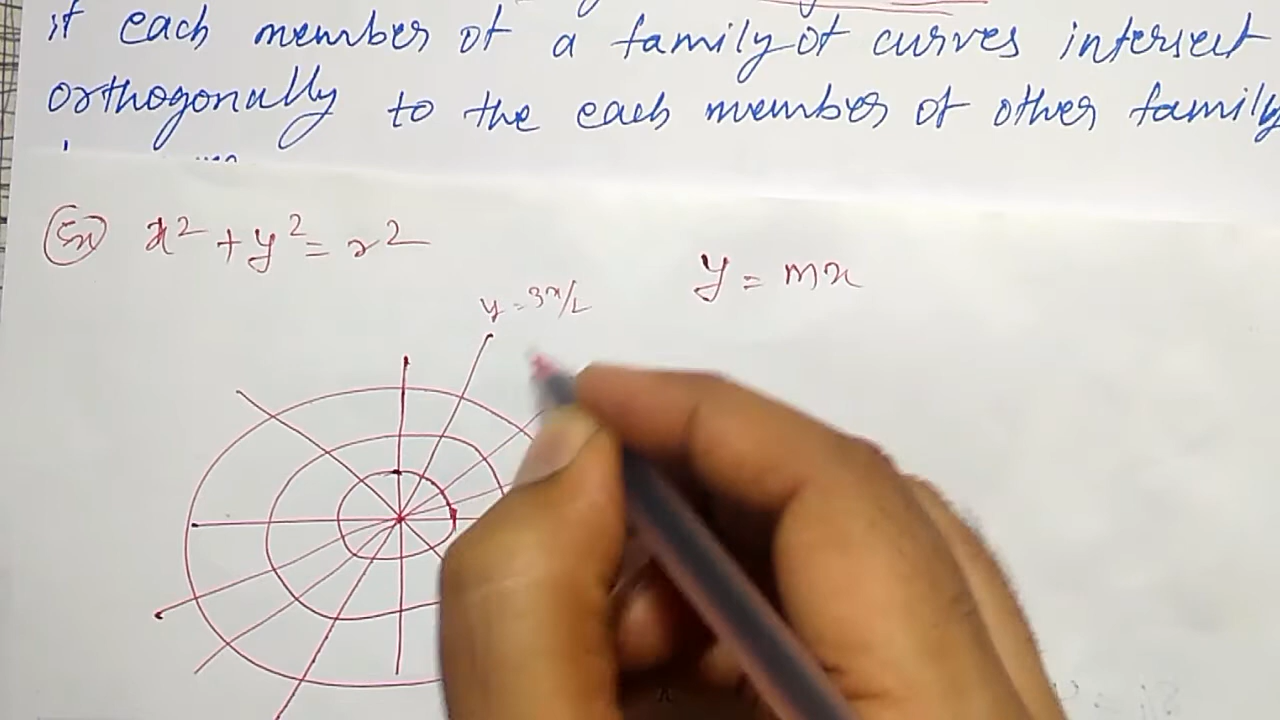 if each member of a family of curves intersect
orthogonally to the each member of other family
Ex x² + y² = r²
y = mx
y = 3x/2